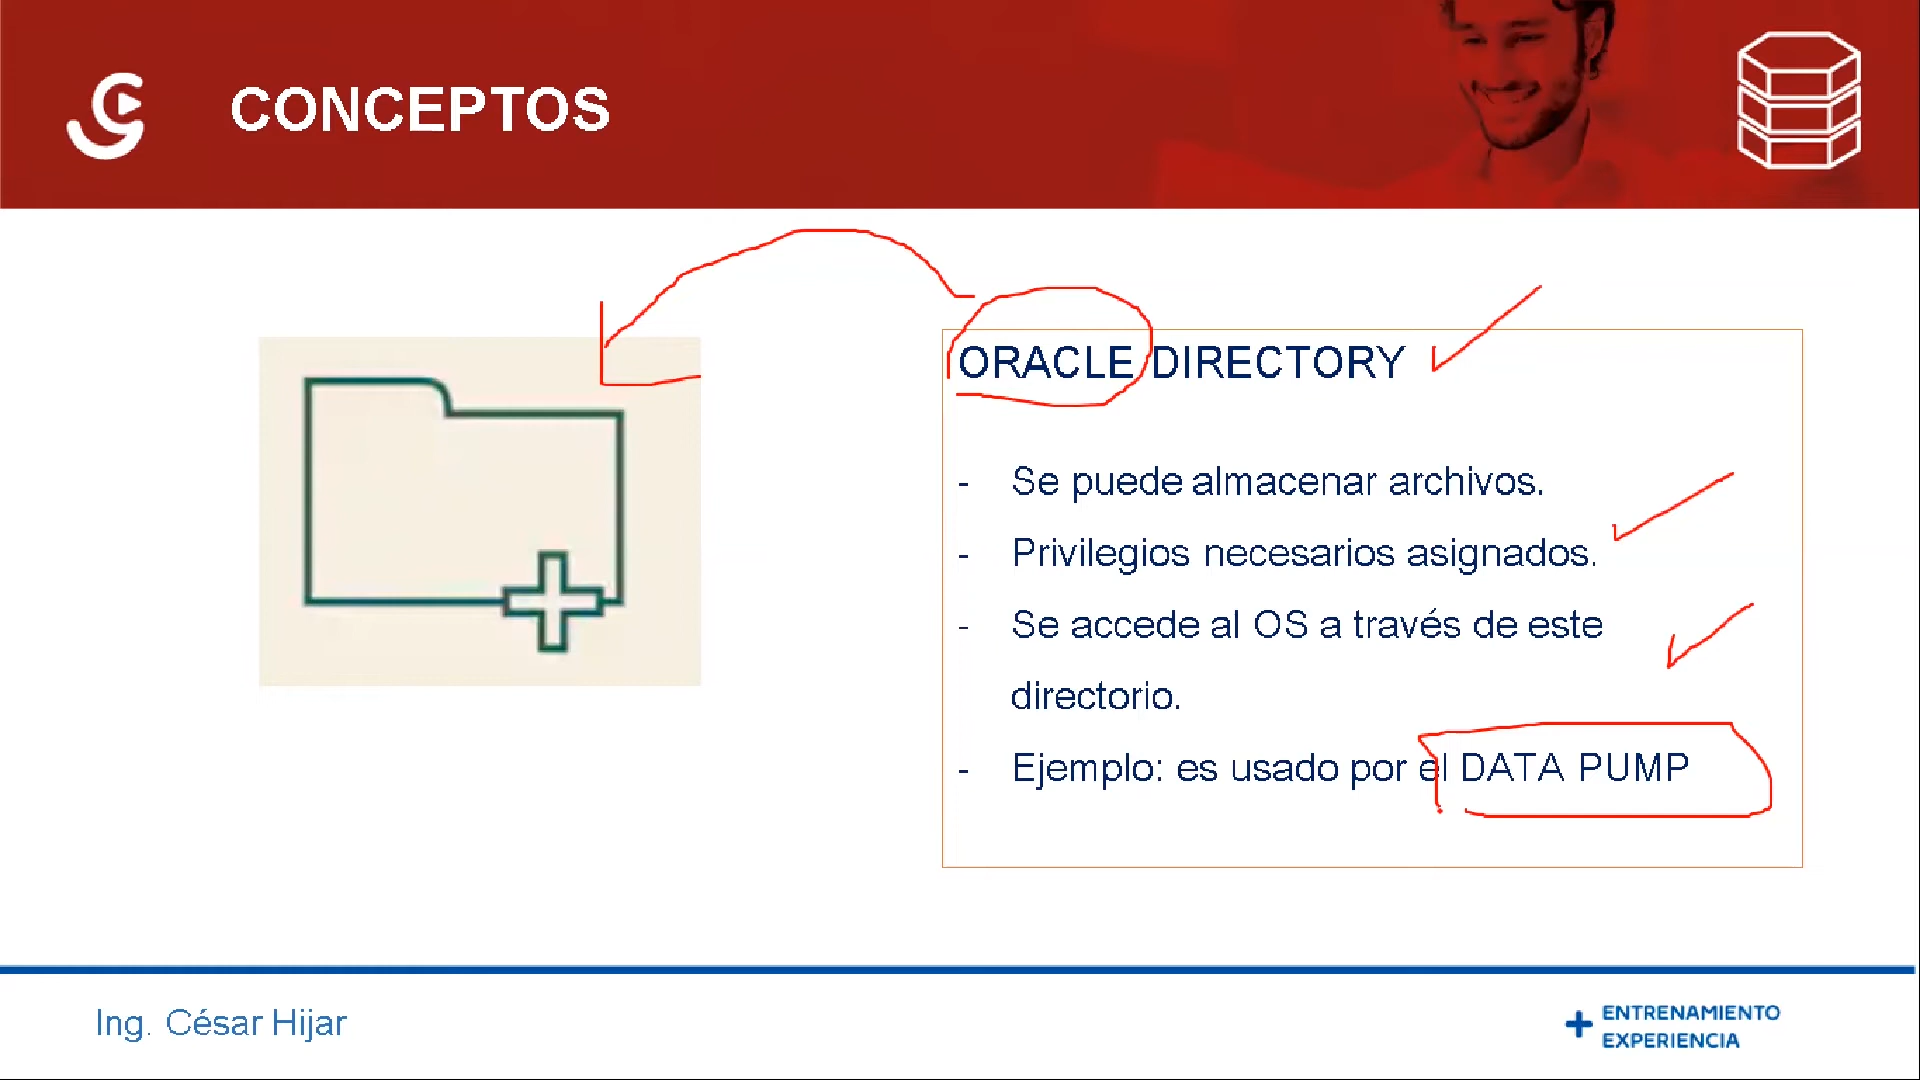 CONCEPTOS
ORACLE DIRECTORY
- Se puede almacenar archivos.
- Privilegios necesarios asignados.
- Se accede al OS a través de este
directorio.
- Ejemplo: es usado por el DATA PUMP
Ing. César Hijar
+ ENTRENAMIENTO
EXPERIENCIA